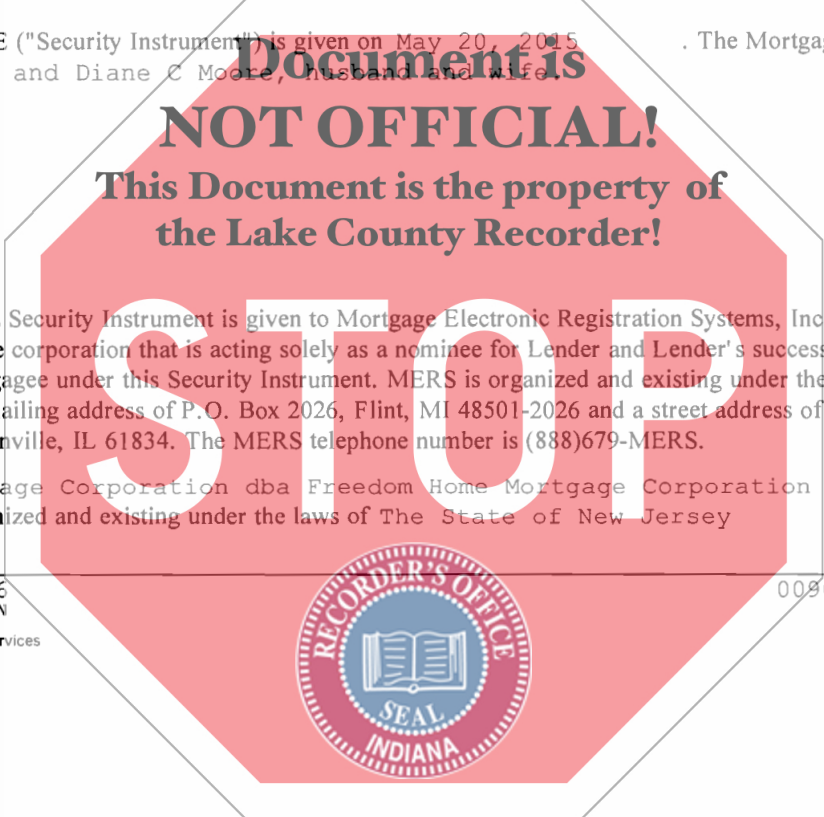 E ("Security Instrument") is given on May 20, 2015 . The Mortga
and Diane C Moore, husband and wife.
Document is
NOT OFFICIAL!
This Document is the property of
the Lake County Recorder!
STOP
Security Instrument is given to Mortgage Electronic Registration Systems, Inc
e corporation that is acting solely as a nominee for Lender and Lender's success
agee under this Security Instrument. MERS is organized and existing under the
ailing address of P.O. Box 2026, Flint, MI 48501-2026 and a street address of
nville, IL 61834. The MERS telephone number is (888)679-MERS.
age Corporation dba Freedom Home Mortgage Corporation
ized and existing under the laws of The State of New Jersey
009
N
rvices
RECORDER'S OFFICE
SEAL
INDIANA